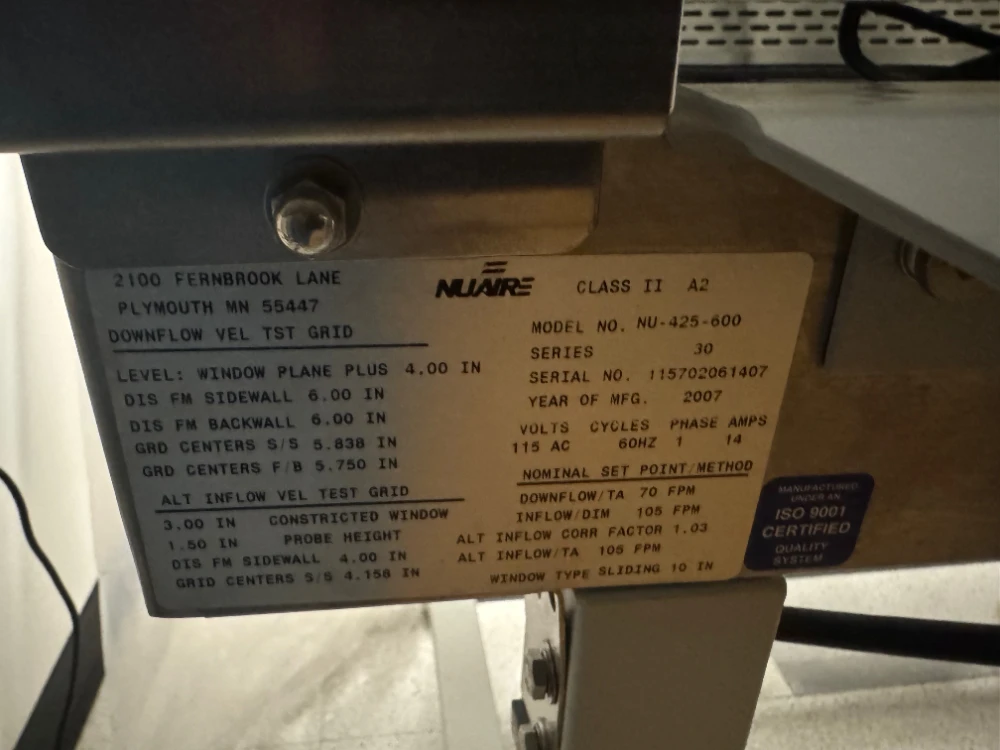 2100 FERNBROOK LANE
PLYMOUTH MN 55447
DOWNFLOW VEL TST GRID
LEVEL: WINDOW PLANE PLUS 4.00 IN
DIS FM SIDEWALL 6.00 IN
DIS FM BACKWALL 6.00 IN
GRD CENTERS S/S 5.838 IN
GRD CENTERS F/B 5.750 IN
ALT INFLOW VEL TEST GRID
3.00 IN CONSTRICTED WINDOW
1.50 IN PROBE HEIGHT
DIS FM SIDEWALL 4.00 IN
GRID CENTERS S/S 4.158 IN
NUAIRE
CLASS II A2
MODEL NO. NU-425-600
SERIES 30
SERIAL NO. 115702061407
YEAR OF MFG. 2007
VOLTS CYCLES PHASE AMPS
115 AC 60HZ 1 14
NOMINAL SET POINT/METHOD
DOWNFLOW/TA 70 FPM
INFLOW/DIM 105 FPM
ALT INFLOW CORR FACTOR 1.03
ALT INFLOW/TA 105 FPM
WINDOW TYPE SLIDING 10 IN
MANUFACTURED
UNDER AN
ISO 9001
CERTIFIED
QUALITY
SYSTEM